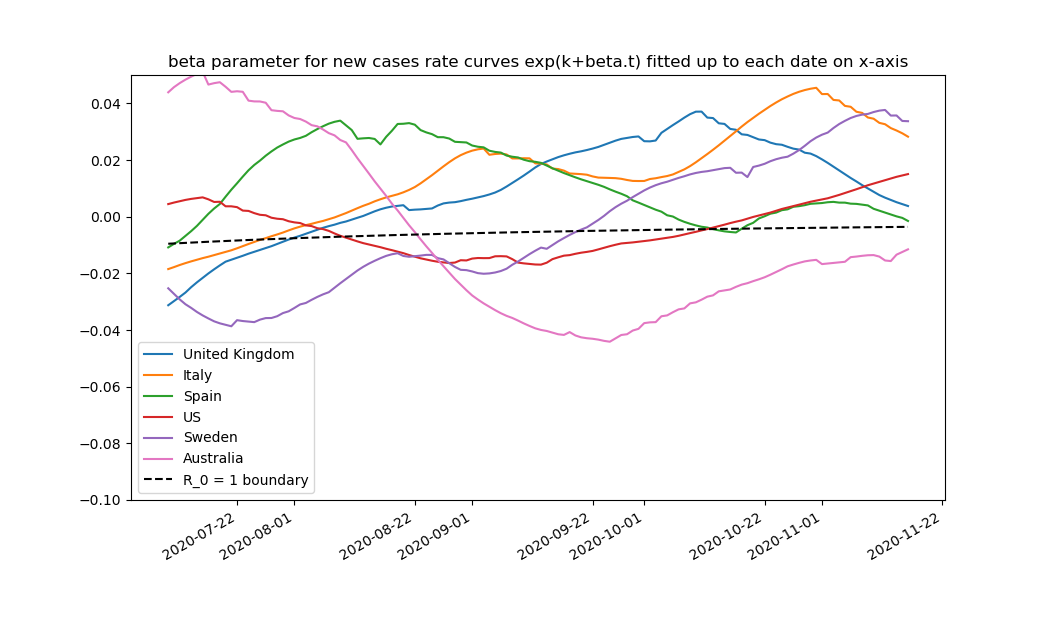 beta parameter for new cases rate curves exp(k+beta.t) fitted up to each date on x-axis
0.04
0.02
0.00
−0.02
−0.04
−0.06
−0.08
−0.10
United Kingdom
Italy
Spain
US
Sweden
Australia
R_0 = 1 boundary
2020-07-22
2020-08-01
2020-08-22
2020-09-01
2020-09-22
2020-10-01
2020-10-22
2020-11-01
2020-11-22